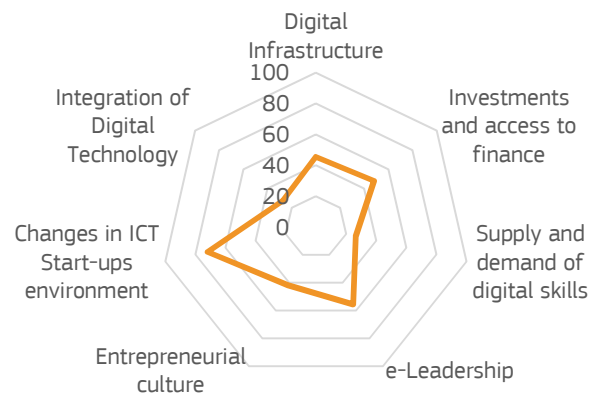 Digital
Infrastructure
100
80
60
40
20
0
Investments
and access to
finance
Supply and
demand of
digital skills
e-Leadership
Entrepreneurial
culture
Changes in ICT
Start-ups
environment
Integration of
Digital
Technology